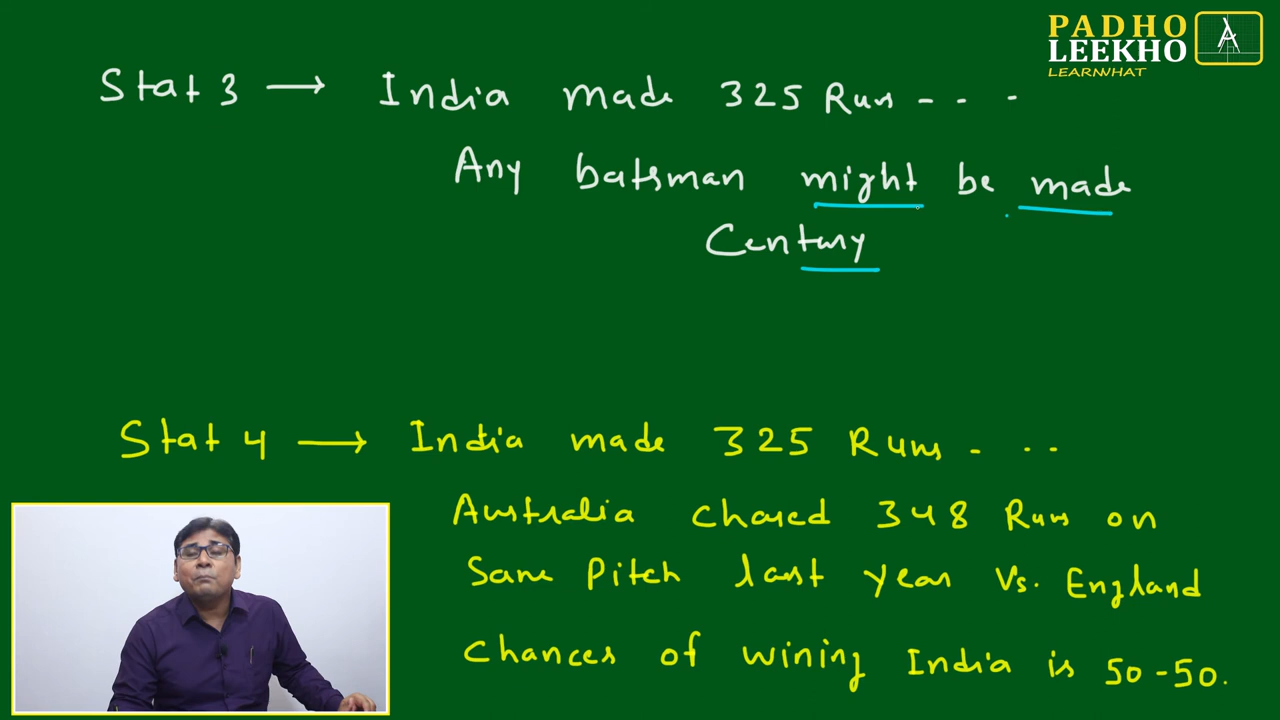 PADHO
LEEKHO
LEARNWHAT
Stat 3 → India made 325 Run - - -
Any batsman might be made
Century
Stat 4 → India made 325 Runs - - -
Australia chased 348 Runs on
Same Pitch last year Vs. England
Chances of wining India is 50-50.